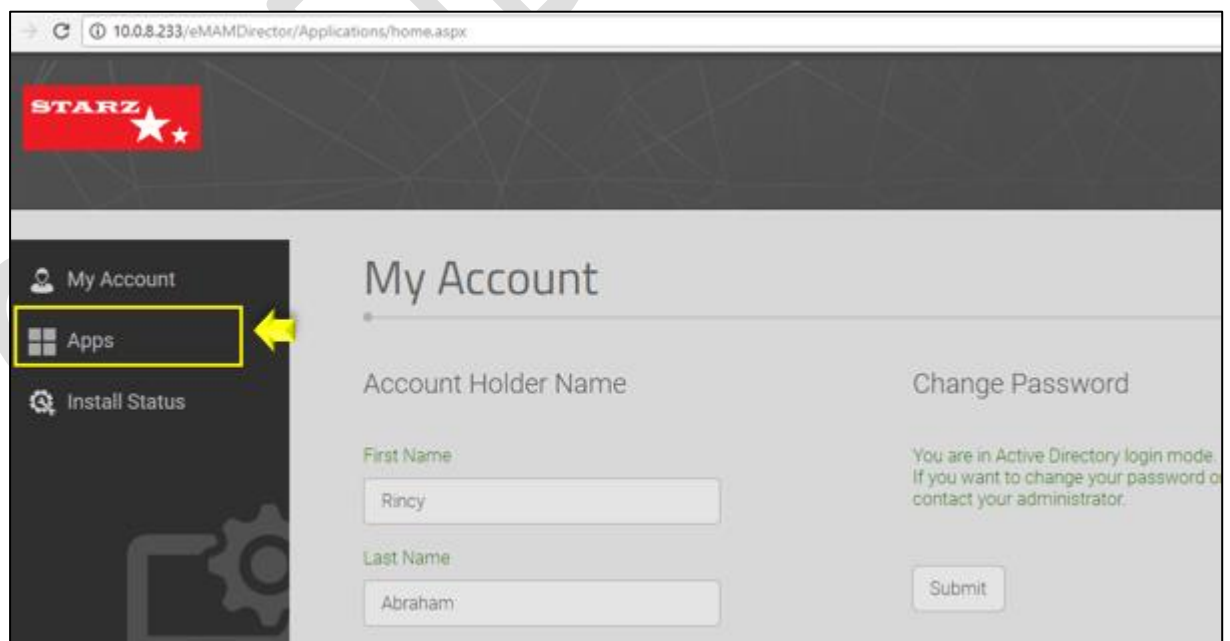 10.0.8.233/eMAMDirector/Applications/home.aspx
STARZ
My Account
Apps
Install Status
My Account
Account Holder Name
First Name
Rincy
Last Name
Abraham
Change Password
You are in Active Directory login mode.
If you want to change your password
contact your administrator.
Submit